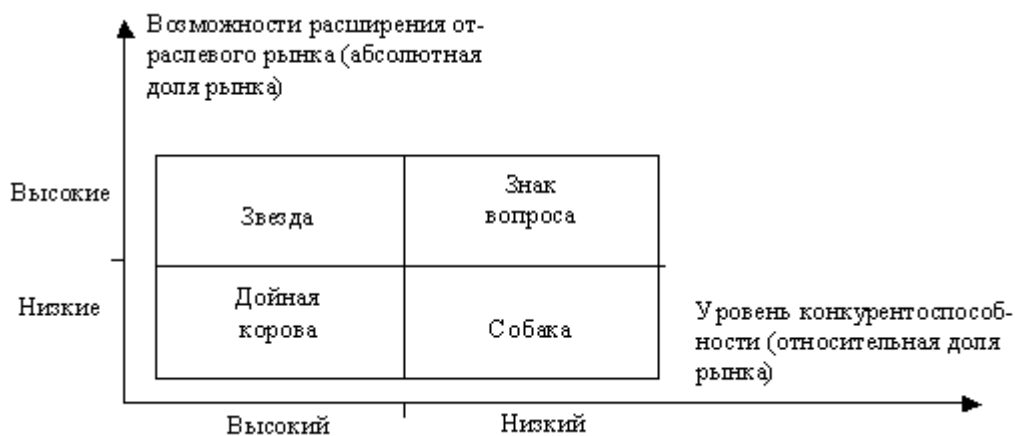 Возможности расширения от-
раслевого рынка (абсолютная
доля рынка)
Высокие
Знак
вопроса
Звезда
Низкие
Дойная
корова
Собака
Уровень конкурентоспособ-
ности (относительная доля
рынка)
Высокий
Низкий